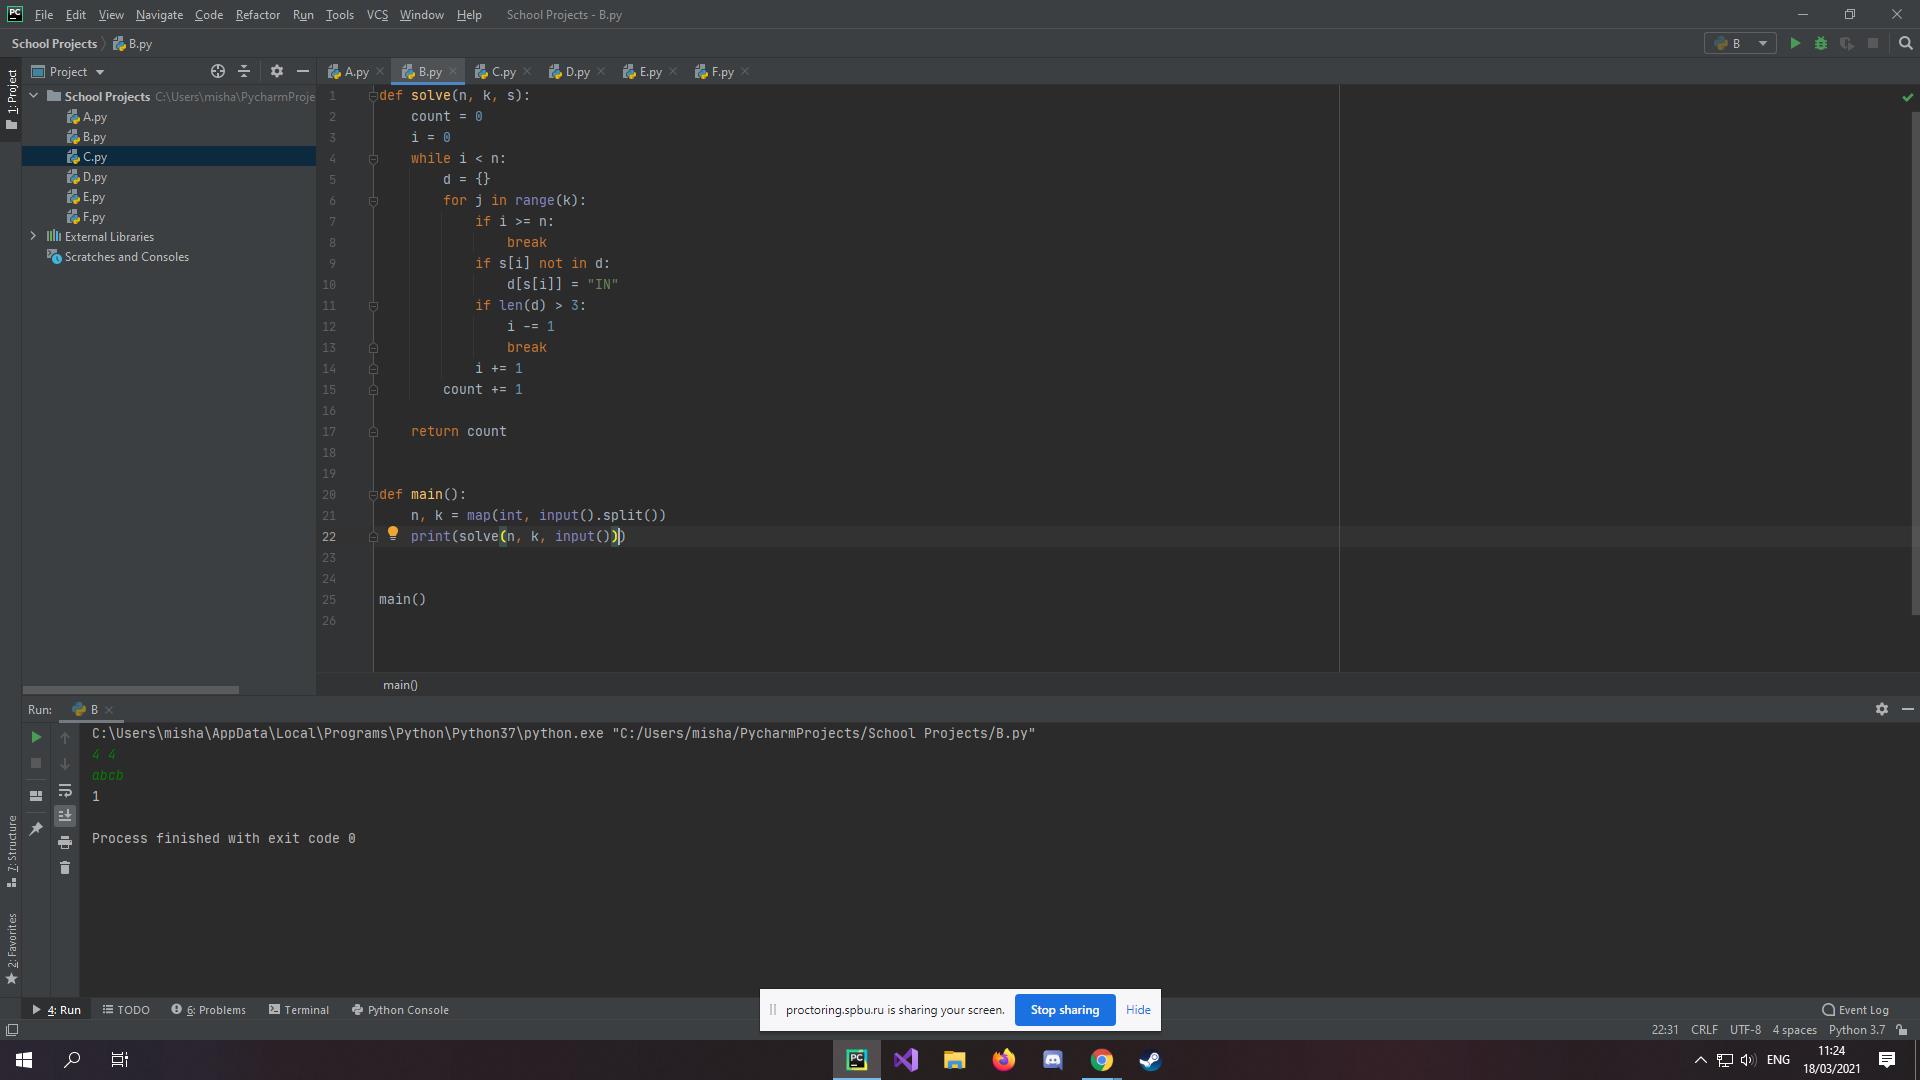 PC File Edit View Navigate Code Refactor Run Tools VCS Window Help School Projects - B.py
School Projects B.py B
Project A.py B.py C.py D.py E.py F.py
1: Project
School Projects C:\Users\misha\PycharmProje
A.py
B.py
C.py
D.py
E.py
F.py
External Libraries
Scratches and Consoles
1 def solve(n, k, s):
2 count = 0
3 i = 0
4 while i < n:
5 d = {}
6 for j in range(k):
7 if i >= n:
8 break
9 if s[i] not in d:
10 d[s[i]] = "IN"
11 if len(d) > 3:
12 i -= 1
13 break
14 i += 1
15 count += 1
16
17 return count
18
19
20 def main():
21 n, k = map(int, input().split())
22 print(solve(n, k, input()))
23
24
25 main()
26
main()
Run: B
C:\Users\misha\AppData\Local\Programs\Python\Python37\python.exe "C:/Users/misha/PycharmProjects/School Projects/B.py"
4 4
abcb
1
Process finished with exit code 0
7: Structure
2: Favorites
proctoring.spbu.ru is sharing your screen. Stop sharing Hide
4: Run TODO 6: Problems Terminal Python Console Event Log
22:31 CRLF UTF-8 4 spaces Python 3.7
PC ENG 11:24
18/03/2021